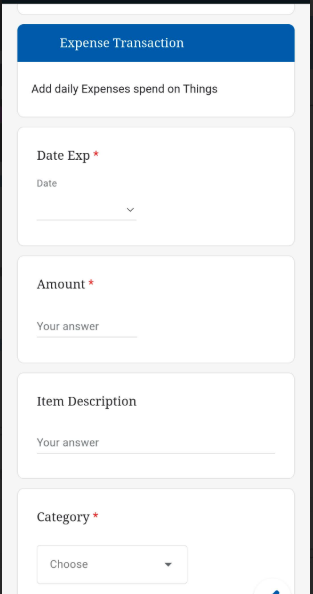 Expense Transaction
Add daily Expenses spend on Things
Date Exp *
Date
Amount *
Your answer
Item Description
Your answer
Category *
Choose